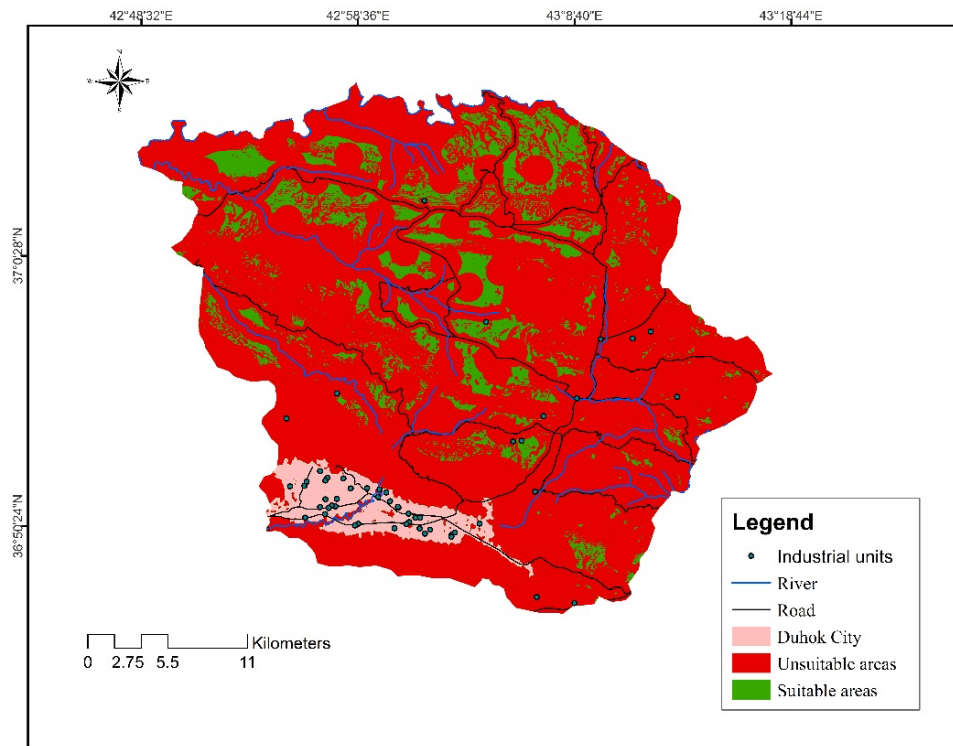 42°48'32"E 42°58'36"E 43°8'40"E 43°18'44"E
N
37°0'28"N
36°50'24"N
Legend
Industrial units
River
Road
Duhok City
Unsuitable areas
Suitable areas
Kilometers
0 2.75 5.5 11